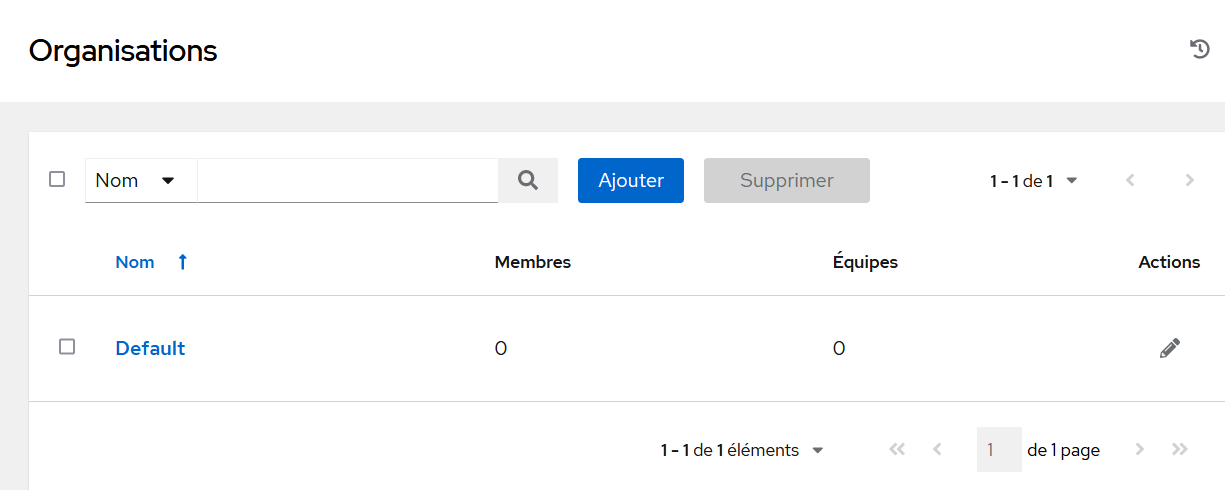 Organisations
Nom Ajouter Supprimer 1 - 1 de 1
Nom Membres Équipes Actions
Default 0 0
1 - 1 de 1 éléments 1 de 1 page